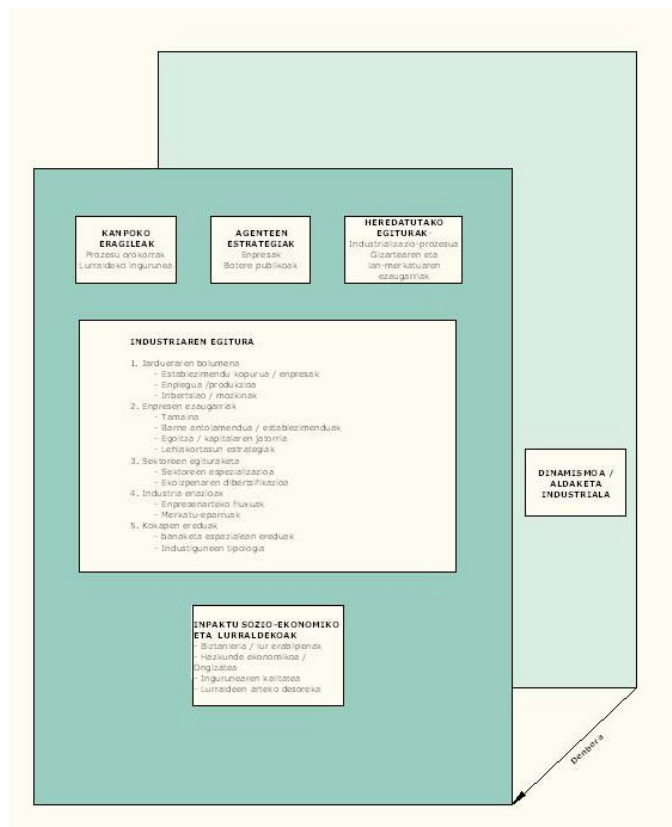 KANPOKO
ERAGILEAK
Prozesu orokorrak
Lurraldeko ingurunea
AGENTEEN
ESTRATEGIAK
Enpresak
Botere publikoak
HEREDATUTAKO
EGITURAK
Industrializazio-prozesua
Gizartearen eta
lan-merkatuaren
ezaugarriak
INDUSTRIAREN EGITURA
1. Jardueraren bolumena
- Establezimendu kopurua / enpresak
- Enplegua /produkzioa
- Inbertsiao / mozkinak
2. Enpresen ezaugarriak
- Tamaina
- Barne antolamendua / establezimenduak
- Egoitza / kapitalaren jatorria
- Lehiakortasun estrategiak
3. Sektoreen egituraketa
- Sektoreen espezializazioa
- Ekoizpenaren dibertsifikazioa
4. Industria erlazioak
- Enpresenarteko fluxuak
- Merkatu-eparruak
5. Kokapen ereduak
- banaketa espazialean ereduak
- Industiguneen tipologia
DINAMISMOA /
ALDAKETA
INDUSTRIALA
INPAKTU SOZIO-EKONOMIKO
ETA LURRALDEKOAK
- Biztanleria / lur erabilpenak
- Hazkunde ekonomikoa /
Ongizatea
- Ingurunearen kalitatea
- Lurraldeen arteko desoreka
Denbora